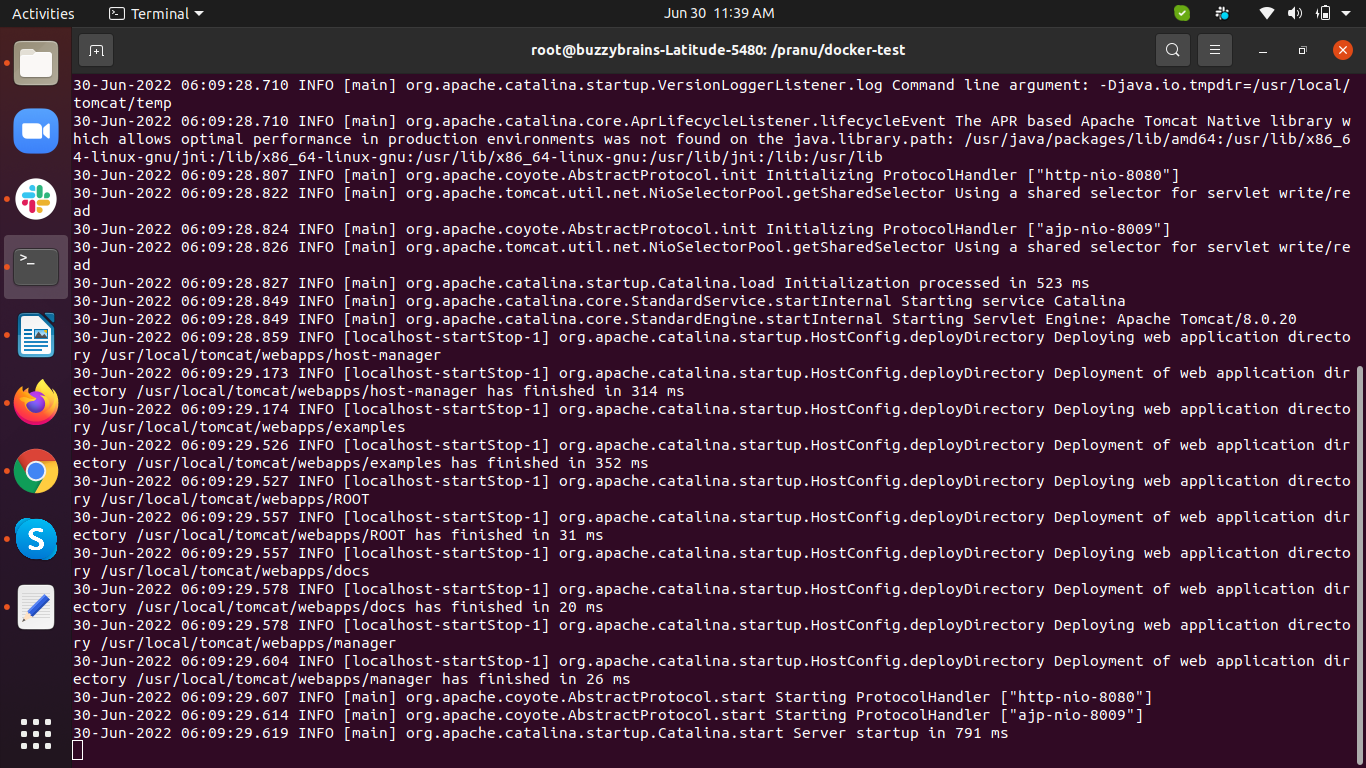 Activities
Terminal
Jun 30 11:39 AM
root@buzzybrains-Latitude-5480: /pranu/docker-test
30-Jun-2022 06:09:28.710 INFO [main] org.apache.catalina.startup.VersionLoggerListener.log Command line argument: -Djava.io.tmpdir=/usr/local/
tomcat/temp
30-Jun-2022 06:09:28.710 INFO [main] org.apache.catalina.core.AprLifecycleListener.lifecycleEvent The APR based Apache Tomcat Native library w
hich allows optimal performance in production environments was not found on the java.library.path: /usr/java/packages/lib/amd64:/usr/lib/x86_6
4-linux-gnu/jni:/lib/x86_64-linux-gnu:/usr/lib/x86_64-linux-gnu:/usr/lib/jni:/lib:/usr/lib
30-Jun-2022 06:09:28.807 INFO [main] org.apache.coyote.AbstractProtocol.init Initializing ProtocolHandler ["http-nio-8080"]
30-Jun-2022 06:09:28.822 INFO [main] org.apache.tomcat.util.net.NioSelectorPool.getSharedSelector Using a shared selector for servlet write/re
ad
30-Jun-2022 06:09:28.824 INFO [main] org.apache.coyote.AbstractProtocol.init Initializing ProtocolHandler ["ajp-nio-8009"]
30-Jun-2022 06:09:28.826 INFO [main] org.apache.tomcat.util.net.NioSelectorPool.getSharedSelector Using a shared selector for servlet write/re
ad
30-Jun-2022 06:09:28.827 INFO [main] org.apache.catalina.startup.Catalina.load Initialization processed in 523 ms
30-Jun-2022 06:09:28.849 INFO [main] org.apache.catalina.core.StandardService.startInternal Starting service Catalina
30-Jun-2022 06:09:28.849 INFO [main] org.apache.catalina.core.StandardEngine.startInternal Starting Servlet Engine: Apache Tomcat/8.0.20
30-Jun-2022 06:09:28.859 INFO [localhost-startStop-1] org.apache.catalina.startup.HostConfig.deployDirectory Deploying web application directo
ry /usr/local/tomcat/webapps/host-manager
30-Jun-2022 06:09:29.173 INFO [localhost-startStop-1] org.apache.catalina.startup.HostConfig.deployDirectory Deployment of web application dir
ectory /usr/local/tomcat/webapps/host-manager has finished in 314 ms
30-Jun-2022 06:09:29.174 INFO [localhost-startStop-1] org.apache.catalina.startup.HostConfig.deployDirectory Deploying web application directo
ry /usr/local/tomcat/webapps/examples
30-Jun-2022 06:09:29.526 INFO [localhost-startStop-1] org.apache.catalina.startup.HostConfig.deployDirectory Deployment of web application dir
ectory /usr/local/tomcat/webapps/examples has finished in 352 ms
30-Jun-2022 06:09:29.527 INFO [localhost-startStop-1] org.apache.catalina.startup.HostConfig.deployDirectory Deploying web application directo
ry /usr/local/tomcat/webapps/ROOT
30-Jun-2022 06:09:29.557 INFO [localhost-startStop-1] org.apache.catalina.startup.HostConfig.deployDirectory Deployment of web application dir
ectory /usr/local/tomcat/webapps/ROOT has finished in 31 ms
30-Jun-2022 06:09:29.557 INFO [localhost-startStop-1] org.apache.catalina.startup.HostConfig.deployDirectory Deploying web application directo
ry /usr/local/tomcat/webapps/docs
30-Jun-2022 06:09:29.578 INFO [localhost-startStop-1] org.apache.catalina.startup.HostConfig.deployDirectory Deployment of web application dir
ectory /usr/local/tomcat/webapps/docs has finished in 20 ms
30-Jun-2022 06:09:29.578 INFO [localhost-startStop-1] org.apache.catalina.startup.HostConfig.deployDirectory Deploying web application directo
ry /usr/local/tomcat/webapps/manager
30-Jun-2022 06:09:29.604 INFO [localhost-startStop-1] org.apache.catalina.startup.HostConfig.deployDirectory Deployment of web application dir
ectory /usr/local/tomcat/webapps/manager has finished in 26 ms
30-Jun-2022 06:09:29.607 INFO [main] org.apache.coyote.AbstractProtocol.start Starting ProtocolHandler ["http-nio-8080"]
30-Jun-2022 06:09:29.614 INFO [main] org.apache.coyote.AbstractProtocol.start Starting ProtocolHandler ["ajp-nio-8009"]
30-Jun-2022 06:09:29.619 INFO [main] org.apache.catalina.startup.Catalina.start Server startup in 791 ms